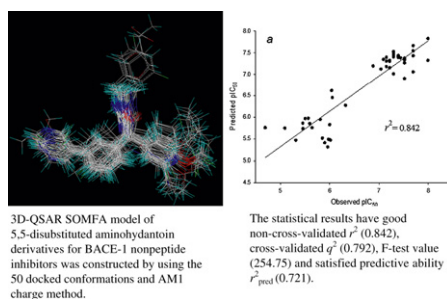 a
Predicted pIC50
8.0
7.5
7.0
6.5
6.0
5.5
5.0
4.5
r² = 0.842
5
6
7
8
Observed pIC50
3D-QSAR SOMFA model of
5,5-disubstituted aminohydantoin
derivatives for BACE-1 nonpeptide
inhibitors was constructed by using the
50 docked conformations and AM1
charge method.
The statistical results have good
non-cross-validated r² (0.842),
cross-validated q² (0.792), F-test value
(254.75) and satisfied predictive ability
r²pred (0.721).